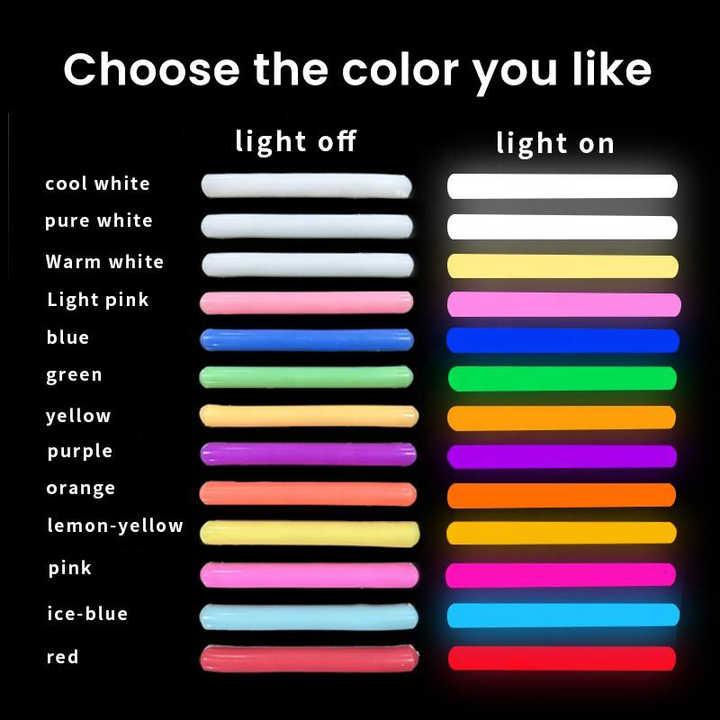 Choose the color you like
light off
light on
cool white
pure white
Warm white
Light pink
blue
green
yellow
purple
orange
lemon-yellow
pink
ice-blue
red